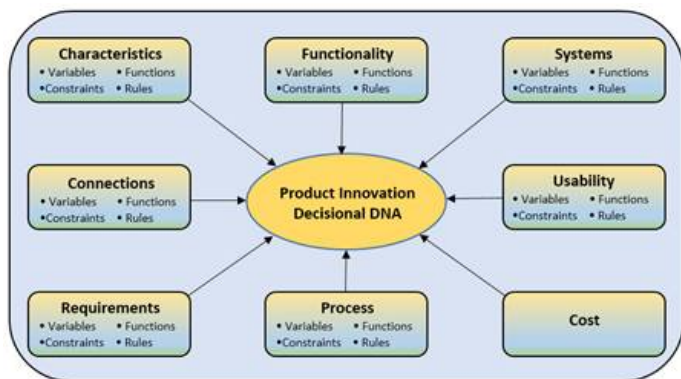 Characteristics
• Variables • Functions
•Constraints • Rules
Functionality
• Variables • Functions
•Constraints • Rules
Systems
• Variables • Functions
•Constraints • Rules
Connections
• Variables • Functions
•Constraints • Rules
Product Innovation
Decisional DNA
Usability
• Variables • Functions
•Constraints • Rules
Requirements
• Variables • Functions
•Constraints • Rules
Process
• Variables • Functions
•Constraints • Rules
Cost